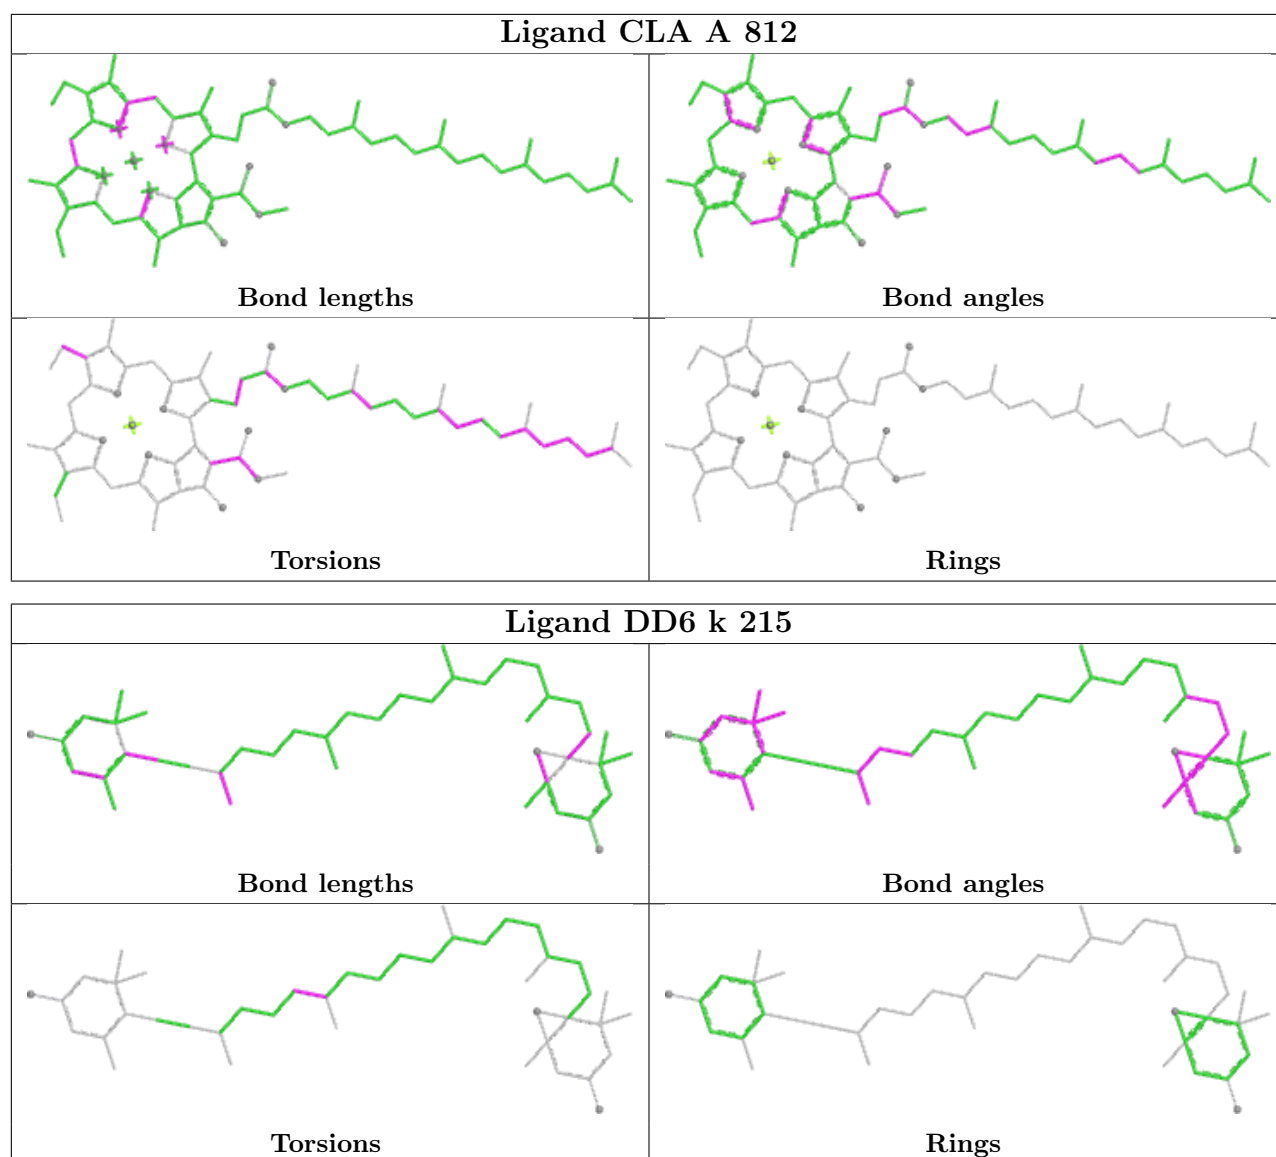 Ligand CLA A 812
Bond lengths
Bond angles
Torsions
Rings
Ligand DD6 k 215
Bond lengths
Bond angles
Torsions
Rings